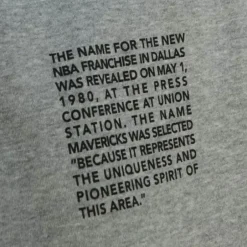 THE NAME FOR THE NEW
NBA FRANCHISE IN DALLAS
WAS REVEALED ON MAY 1,
1980, AT THE PRESS
CONFERENCE AT UNION
STATION. THE NAME
MAVERICKS WAS SELECTED
"BECAUSE IT REPRESENTS
THE UNIQUENESS AND
PIONEERING SPIRIT OF
THIS AREA."